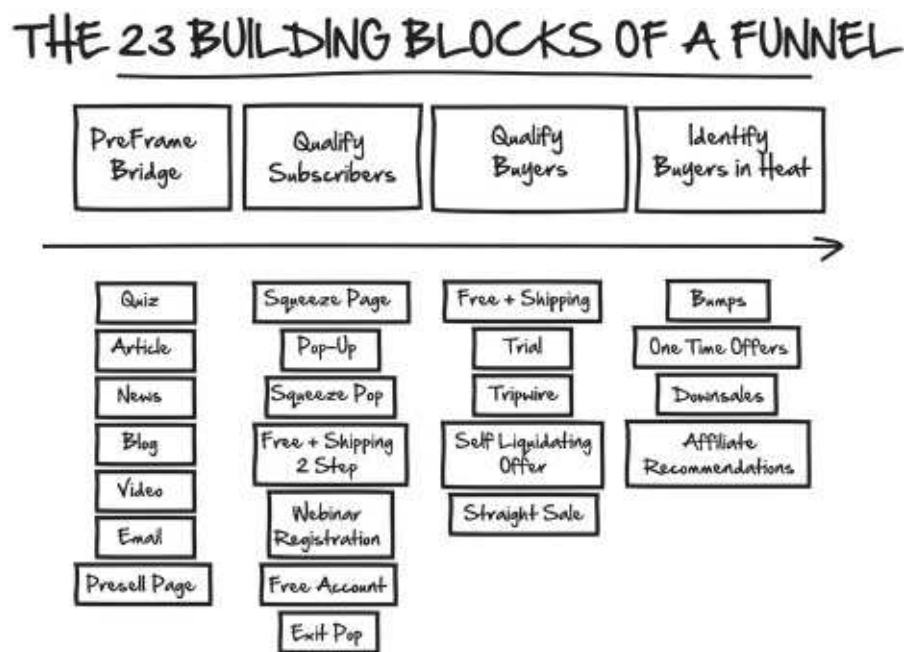 THE 23 BUILDING BLOCKS OF A FUNNEL
PreFrame
Bridge
Qualify
Subscribers
Qualify
Buyers
Identify
Buyers in Heat
Quiz
Article
News
Blog
Video
Email
Presell Page
Squeeze Page
Pop-Up
Squeeze Pop
Free + Shipping
2 Step
Webinar
Registration
Free Account
Exit Pop
Free + Shipping
Trial
Tripwire
Self Liquidating
Offer
Straight Sale
Bumps
One Time Offers
Downsales
Affiliate
Recommendations